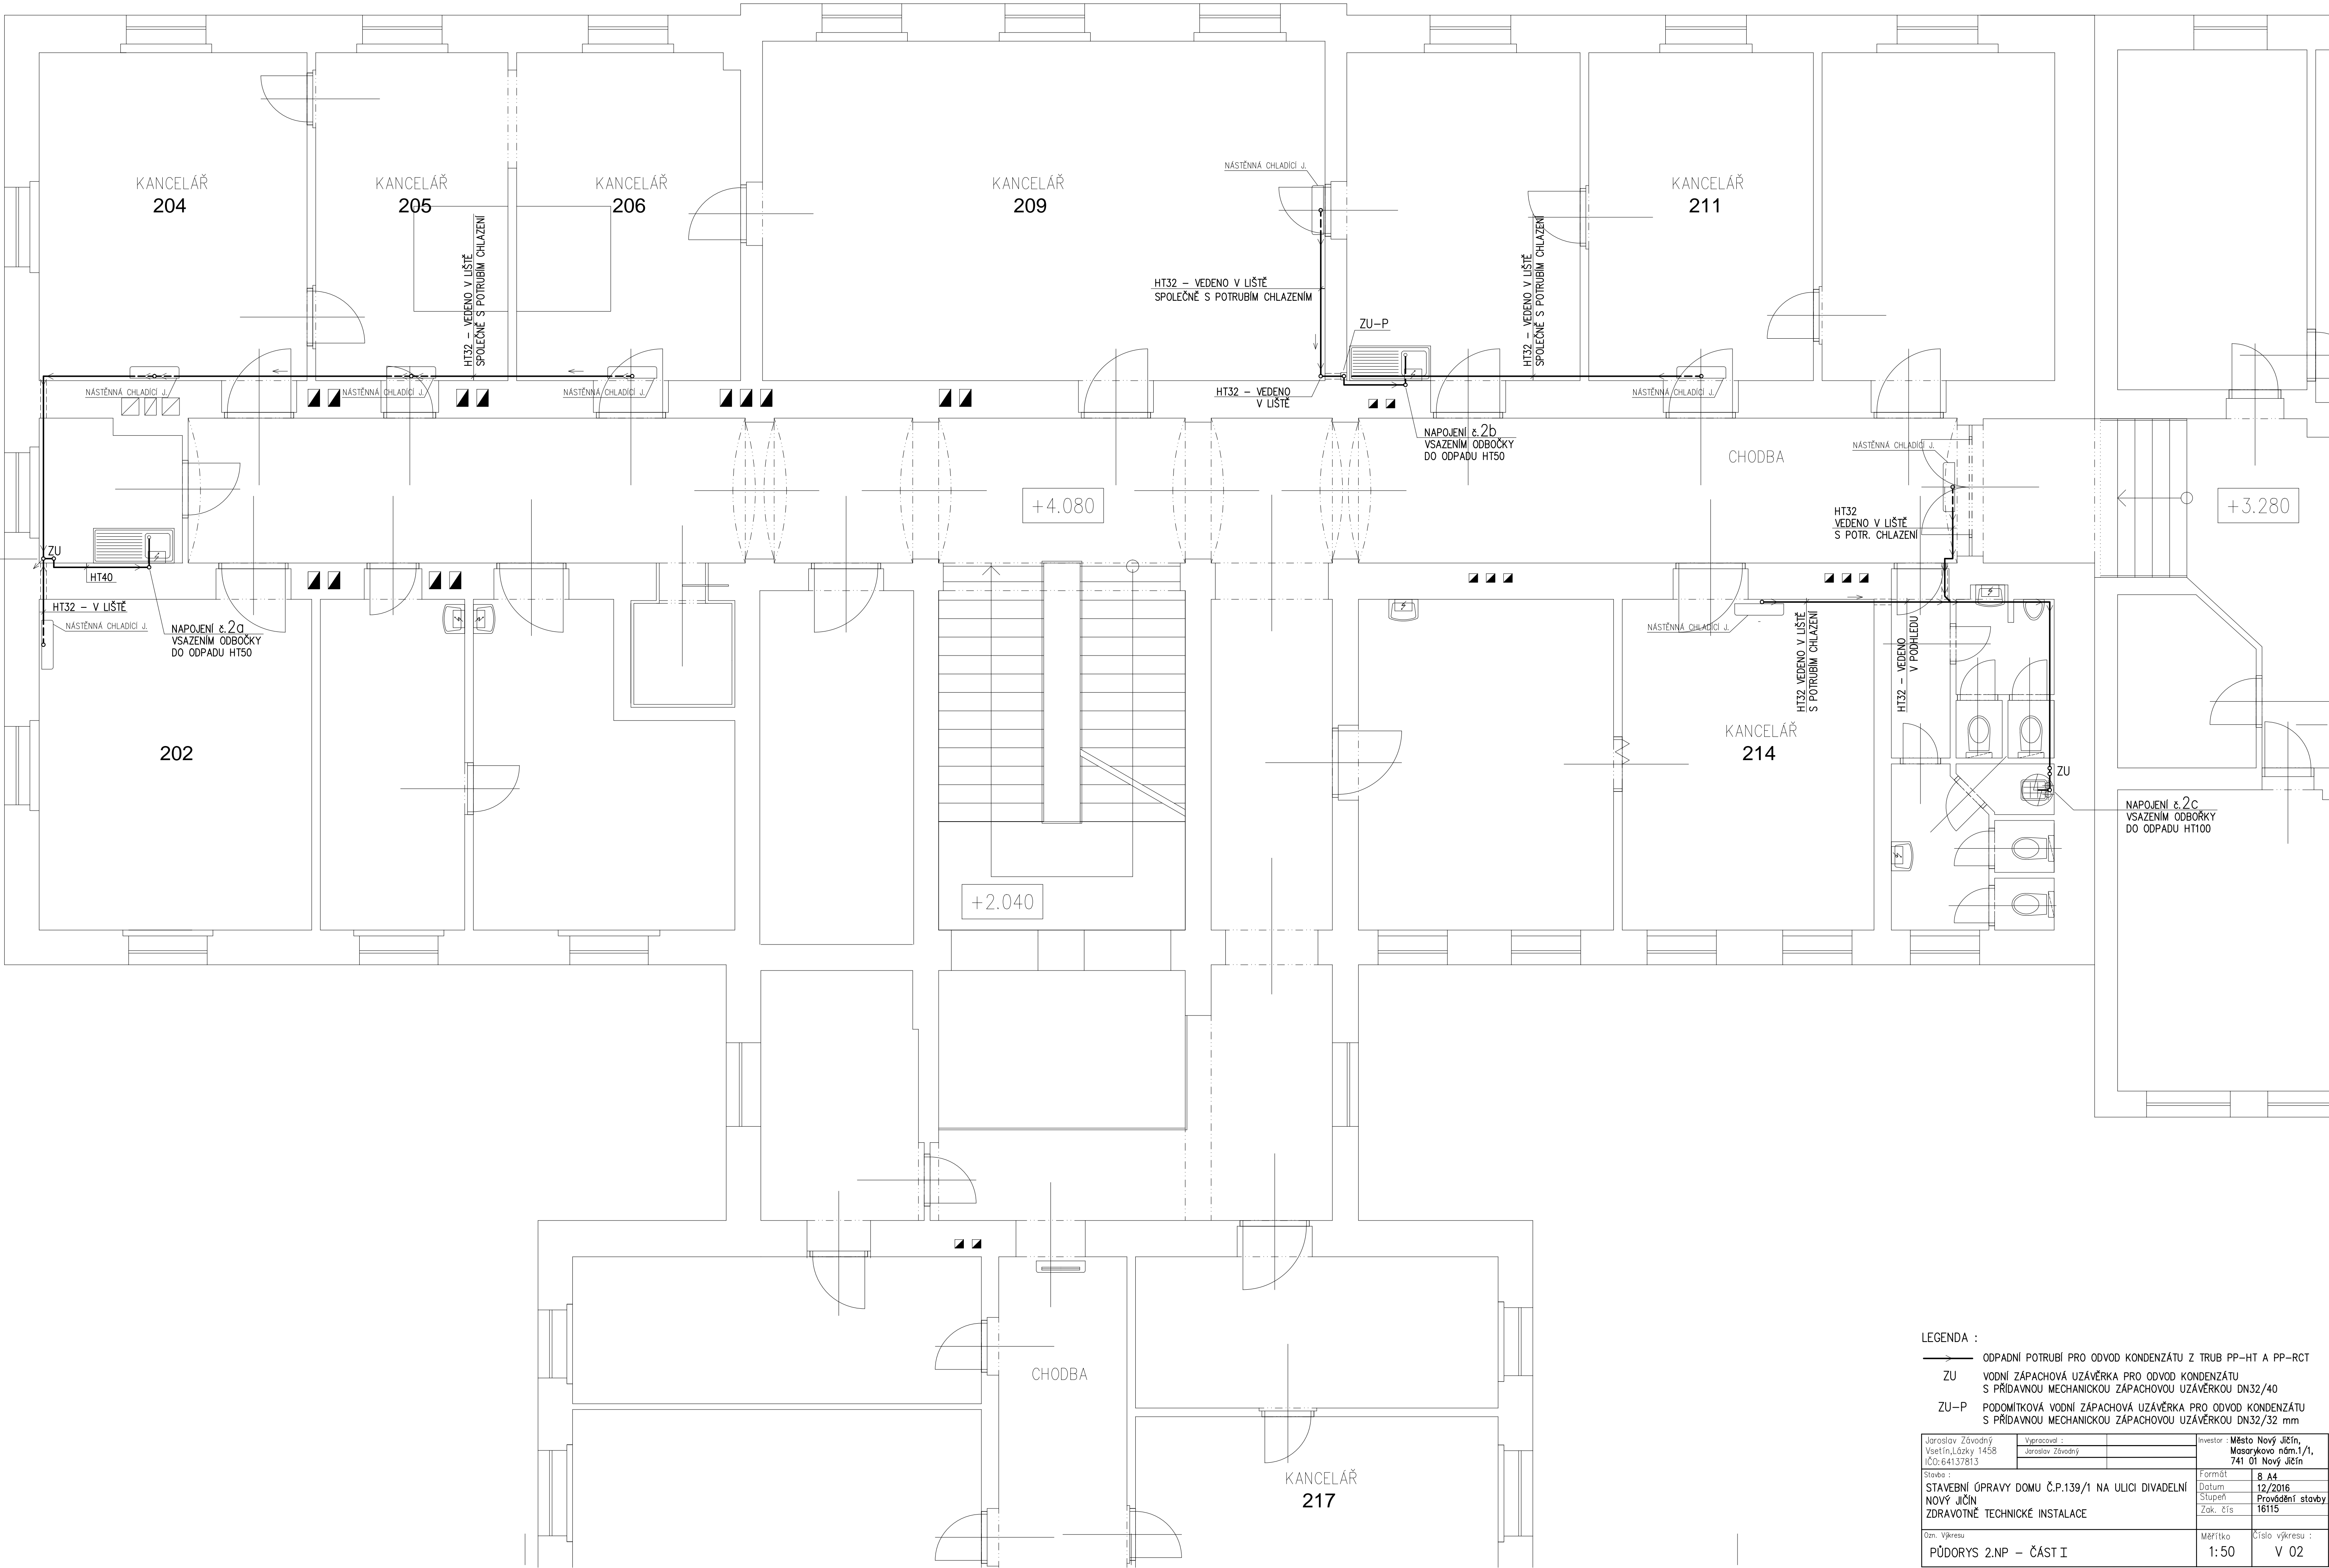 KANCELÁŘ
204
KANCELÁŘ
205
KANCELÁŘ
206
KANCELÁŘ
209
KANCELÁŘ
211
NÁSTĚNNÁ CHLADÍCÍ J.
HT32 - VEDENO V LIŠTĚ
SPOLEČNĚ S POTRUBÍM CHLAZENÍ
HT32 - VEDENO V LIŠTĚ
SPOLEČNĚ S POTRUBÍM CHLAZENÍM
ZU-P
HT32 - VEDENO V LIŠTĚ
SPOLEČNĚ S POTRUBÍM CHLAZENÍ
NÁSTĚNNÁ CHLADÍCÍ J.
NÁSTĚNNÁ CHLADÍCÍ J.
NÁSTĚNNÁ CHLADÍCÍ J.
HT32 - VEDENO
V LIŠTĚ
NÁSTĚNNÁ CHLADÍCÍ J.
NAPOJENÍ č.2b
VSAZENÍM ODBOČKY
DO ODPADU HT50
CHODBA
NÁSTĚNNÁ CHLADÍCÍ J.
+4.080
HT32
VEDENO V LIŠTĚ
S POTR. CHLAZENÍ
+3.280
ZU
HT40
HT32 - V LIŠTĚ
NÁSTĚNNÁ CHLADÍCÍ J.
NAPOJENÍ č.2a
VSAZENÍM ODBOČKY
DO ODPADU HT50
NÁSTĚNNÁ CHLADÍCÍ J.
HT32 VEDENO V LIŠTĚ
S POTRUBÍM CHLAZENÍ
HT32 - VEDENO
V PODHLEDU
202
KANCELÁŘ
214
ZU
NAPOJENÍ č.2c
VSAZENÍM ODBOŘKY
DO ODPADU HT100
+2.040
CHODBA
KANCELÁŘ
217
LEGENDA :
ODPADNÍ POTRUBÍ PRO ODVOD KONDENZÁTU Z TRUB PP-HT A PP-RCT
ZU VODNÍ ZÁPACHOVÁ UZÁVĚRKA PRO ODVOD KONDENZÁTU
S PŘÍDAVNOU MECHANICKOU ZÁPACHOVOU UZÁVĚRKOU DN32/40
ZU-P PODOMÍTKOVÁ VODNÍ ZÁPACHOVÁ UZÁVĚRKA PRO ODVOD KONDENZÁTU
S PŘÍDAVNOU MECHANICKOU ZÁPACHOVOU UZÁVĚRKOU DN32/32 mm
Jaroslav Závodný
Vsetín,Lázky 1458
IČO:64137813
Vypracoval :
Jaroslav Závodný
Investor : Město Nový Jičín,
Masarykovo nám.1/1,
741 01 Nový Jičín
Stavba :
STAVEBNÍ ÚPRAVY DOMU Č.P.139/1 NA ULICI DIVADELNÍ
NOVÝ JIČÍN
ZDRAVOTNĚ TECHNICKÉ INSTALACE
Formát 8 A4
Datum 12/2016
Stupeň Provádění stavby
Zak. čís 16115
Ozn. Výkresu
PŮDORYS 2.NP - ČÁST I
Měřítko
1:50
Číslo výkresu :
V 02